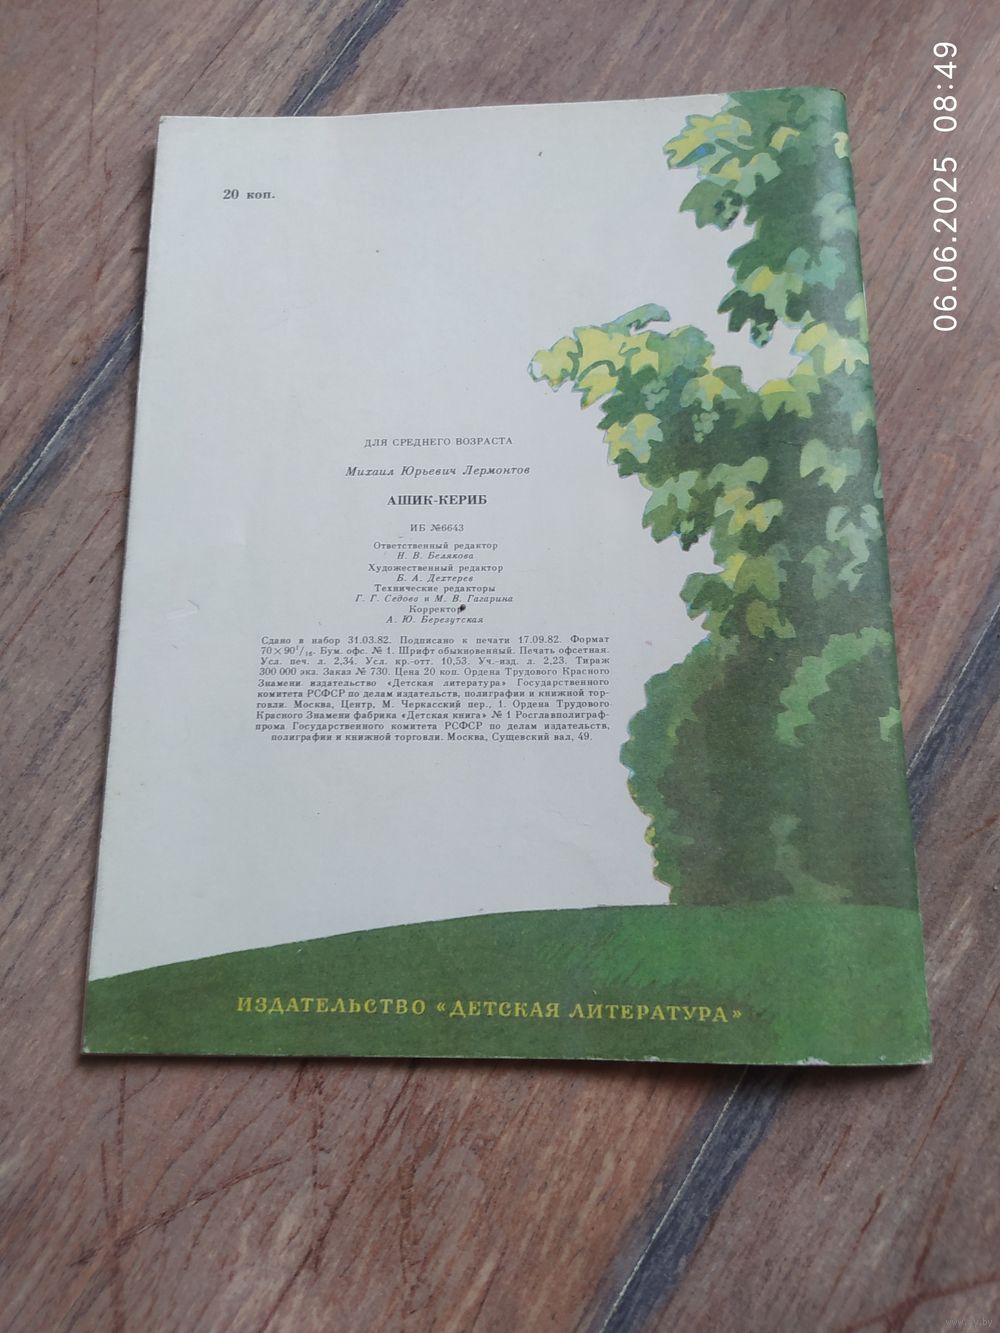 06.06.2025 08:49
20 коп.
ДЛЯ СРЕДНЕГО ВОЗРАСТА
Михаил Юрьевич Лермонтов
АШИК-КЕРИБ
ИБ №6643
Ответственный редактор
Н. В. Белякова
Художественный редактор
Б. А. Дехтерев
Технические редакторы
Г. Г. Седова и М. В. Гагарина
Корректор
А. Ю. Березутская
Сдано в набор 31.03.82. Подписано к печати 17.09.82. Формат
70×90¹/₁₆. Бум. офс. № 1. Шрифт обыкновенный. Печать офсетная.
Усл. печ. л. 2,34. Усл. кр.-отт. 10,53. Уч.-изд. л. 2,23. Тираж
300 000 экз. Заказ № 730. Цена 20 коп. Ордена Трудового Красного
Знамени издательство «Детская литература» Государственного
комитета РСФСР по делам издательств, полиграфии и книжной тор-
говли. Москва, Центр, М. Черкасский пер., 1. Ордена Трудового
Красного Знамени фабрика «Детская книга» № 1 Росглавполиграф-
прома Государственного комитета РСФСР по делам издательств,
полиграфии и книжной торговли. Москва, Сущевский вал, 49.
ИЗДАТЕЛЬСТВО «ДЕТСКАЯ ЛИТЕРАТУРА»